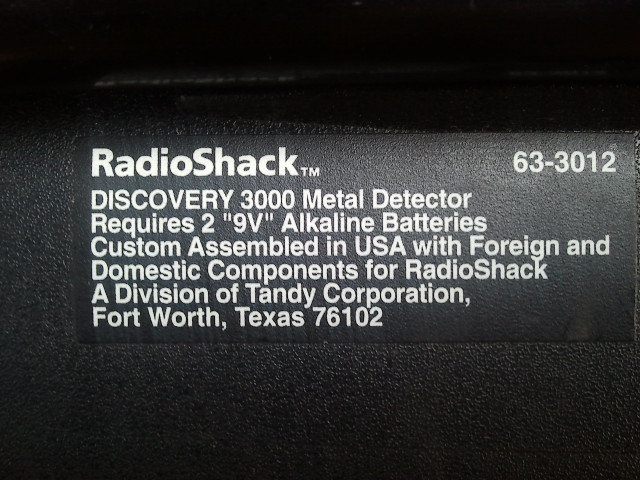 RadioShack™ 63-3012
DISCOVERY 3000 Metal Detector
Requires 2 "9V" Alkaline Batteries
Custom Assembled in USA with Foreign and
Domestic Components for RadioShack
A Division of Tandy Corporation,
Fort Worth, Texas 76102